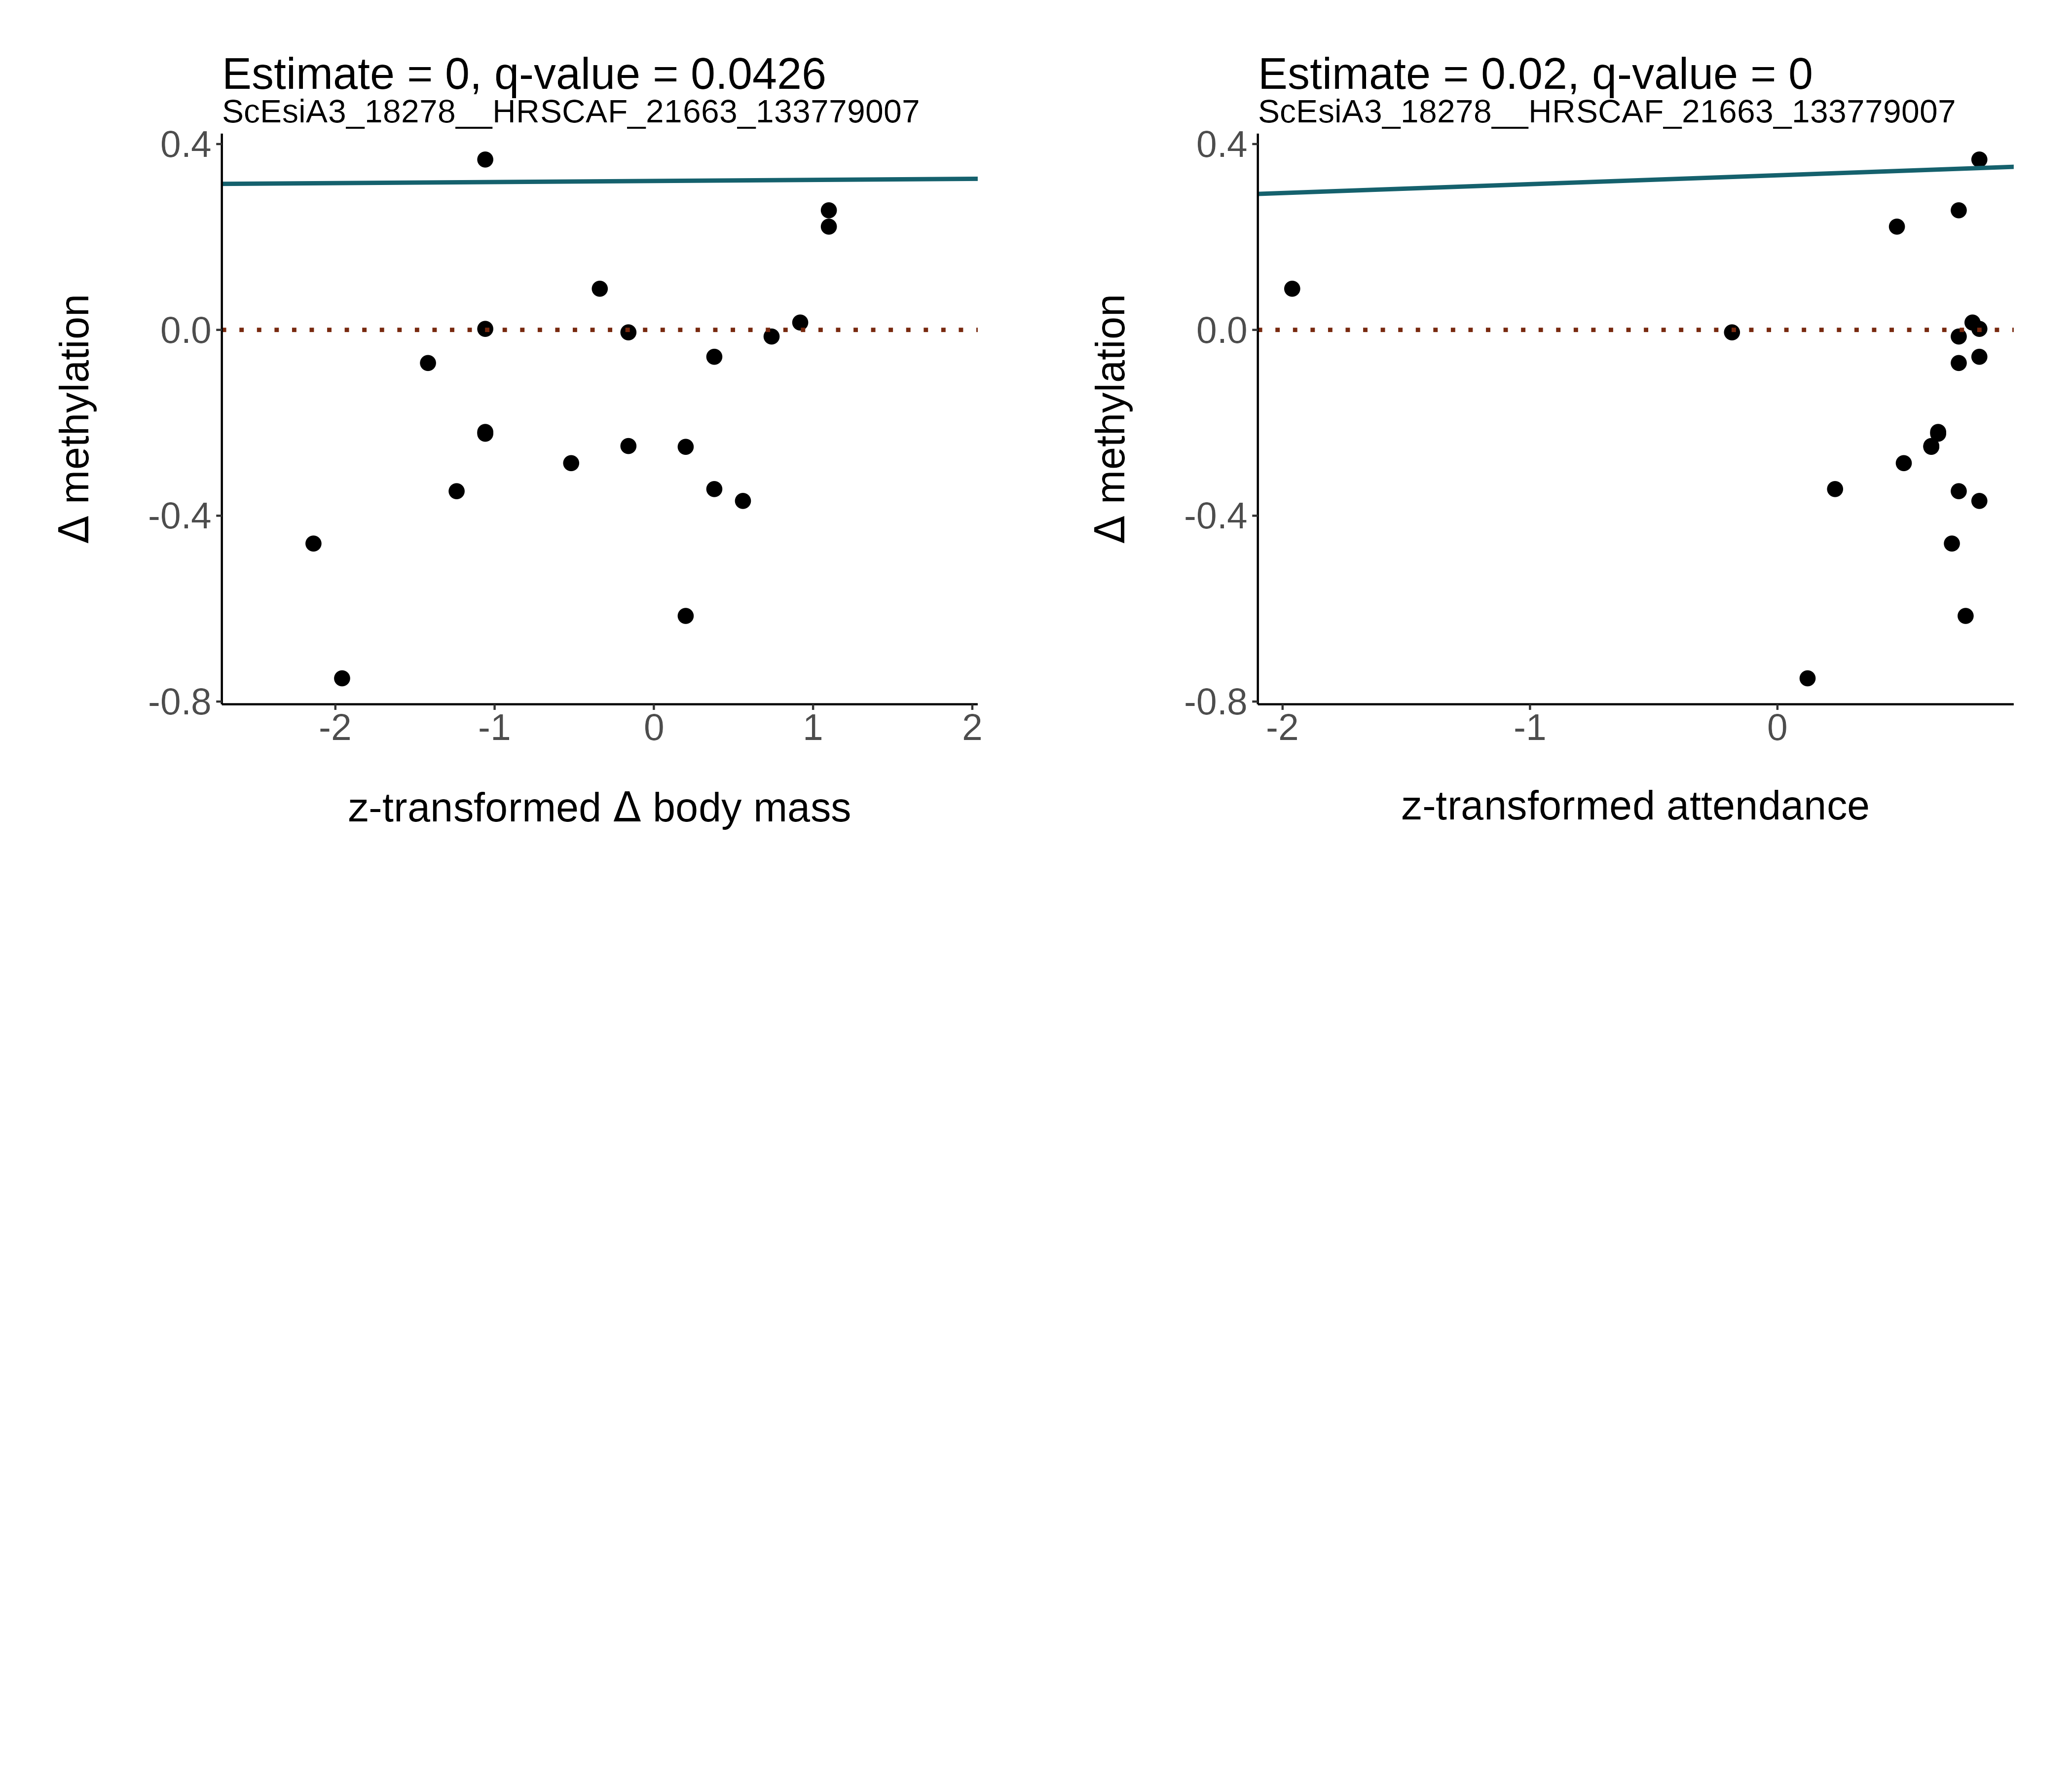 Estimate = 0, q-value = 0.0426
ScEsiA3_18278__HRSCAF_21663_133779007
0.4
0.0
-0.4
-0.8
Δ methylation
-2
-1
0
1
2
z-transformed Δ body mass
Estimate = 0.02, q-value = 0
ScEsiA3_18278__HRSCAF_21663_133779007
0.4
0.0
-0.4
-0.8
Δ methylation
-2
-1
0
z-transformed attendance